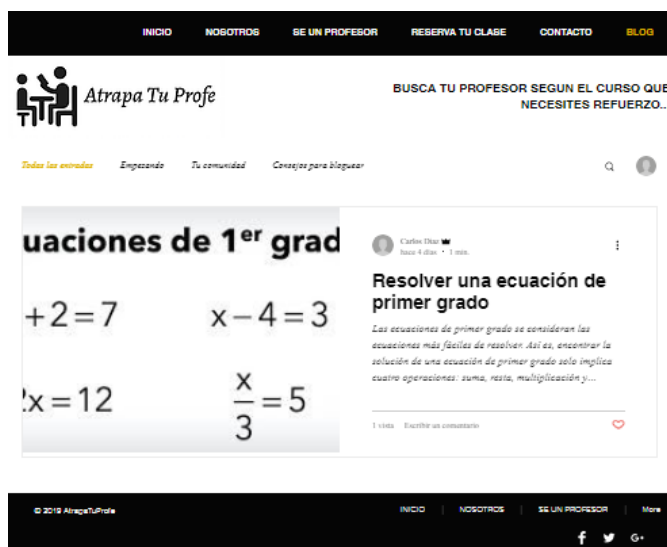 INICIO NOSOTROS SE UN PROFESOR RESERVA TU CLASE CONTACTO BLOG
Atrapa Tu Profe
BUSCA TU PROFESOR SEGUN EL CURSO QUE
NECESITES REFUERZO..
Todas las entradas Empezando Tu comunidad Consejos para bloguear
uaciones de 1er grad
+2=7 x−4=3
x=12 x/3=5
Carlos Diaz
hace 4 días • 1 min.
Resolver una ecuación de
primer grado
Las ecuaciones de primer grado se consideran las
ecuaciones más fáciles de resolver. Así es, encontrar la
solución de una ecuación de primer grado solo implica
cuatro operaciones: suma, resta, multiplicación y...
1 vista Escribir un comentario
© 2019 AtrapaTuProfe
INICIO | NOSOTROS | SE UN PROFESOR | More
f G+